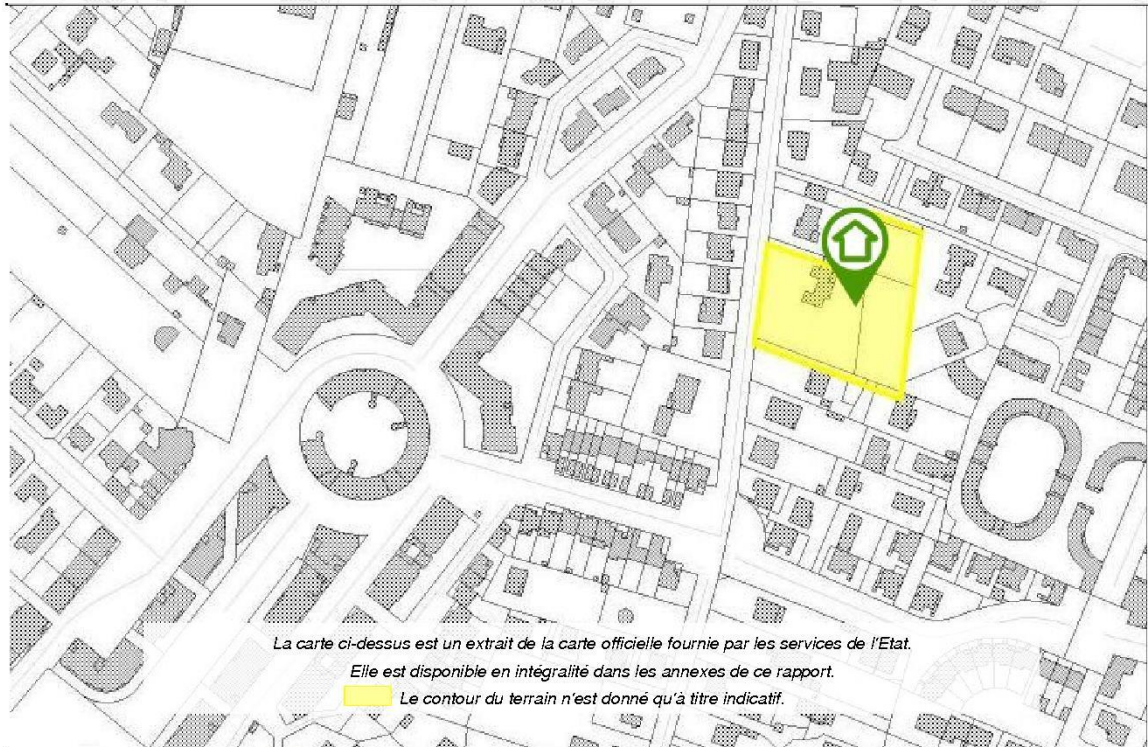 La carte ci-dessus est un extrait de la carte officielle fournie par les services de l'Etat.
Elle est disponible en intégralité dans les annexes de ce rapport.
Le contour du terrain n'est donné qu'à titre indicatif.